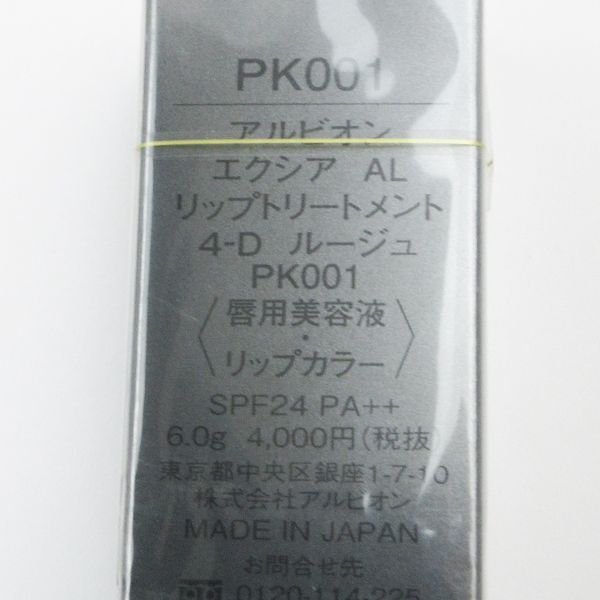 PK001
アルビオン
エクシア AL
リップトリートメント
4-D ルージュ
PK001
〈唇用美容液・リップカラー〉
SPF24 PA++
6.0g 4,000円(税抜)
東京都中央区銀座1-7-10
株式会社アルビオン
MADE IN JAPAN
お問合せ先
0120-114-225